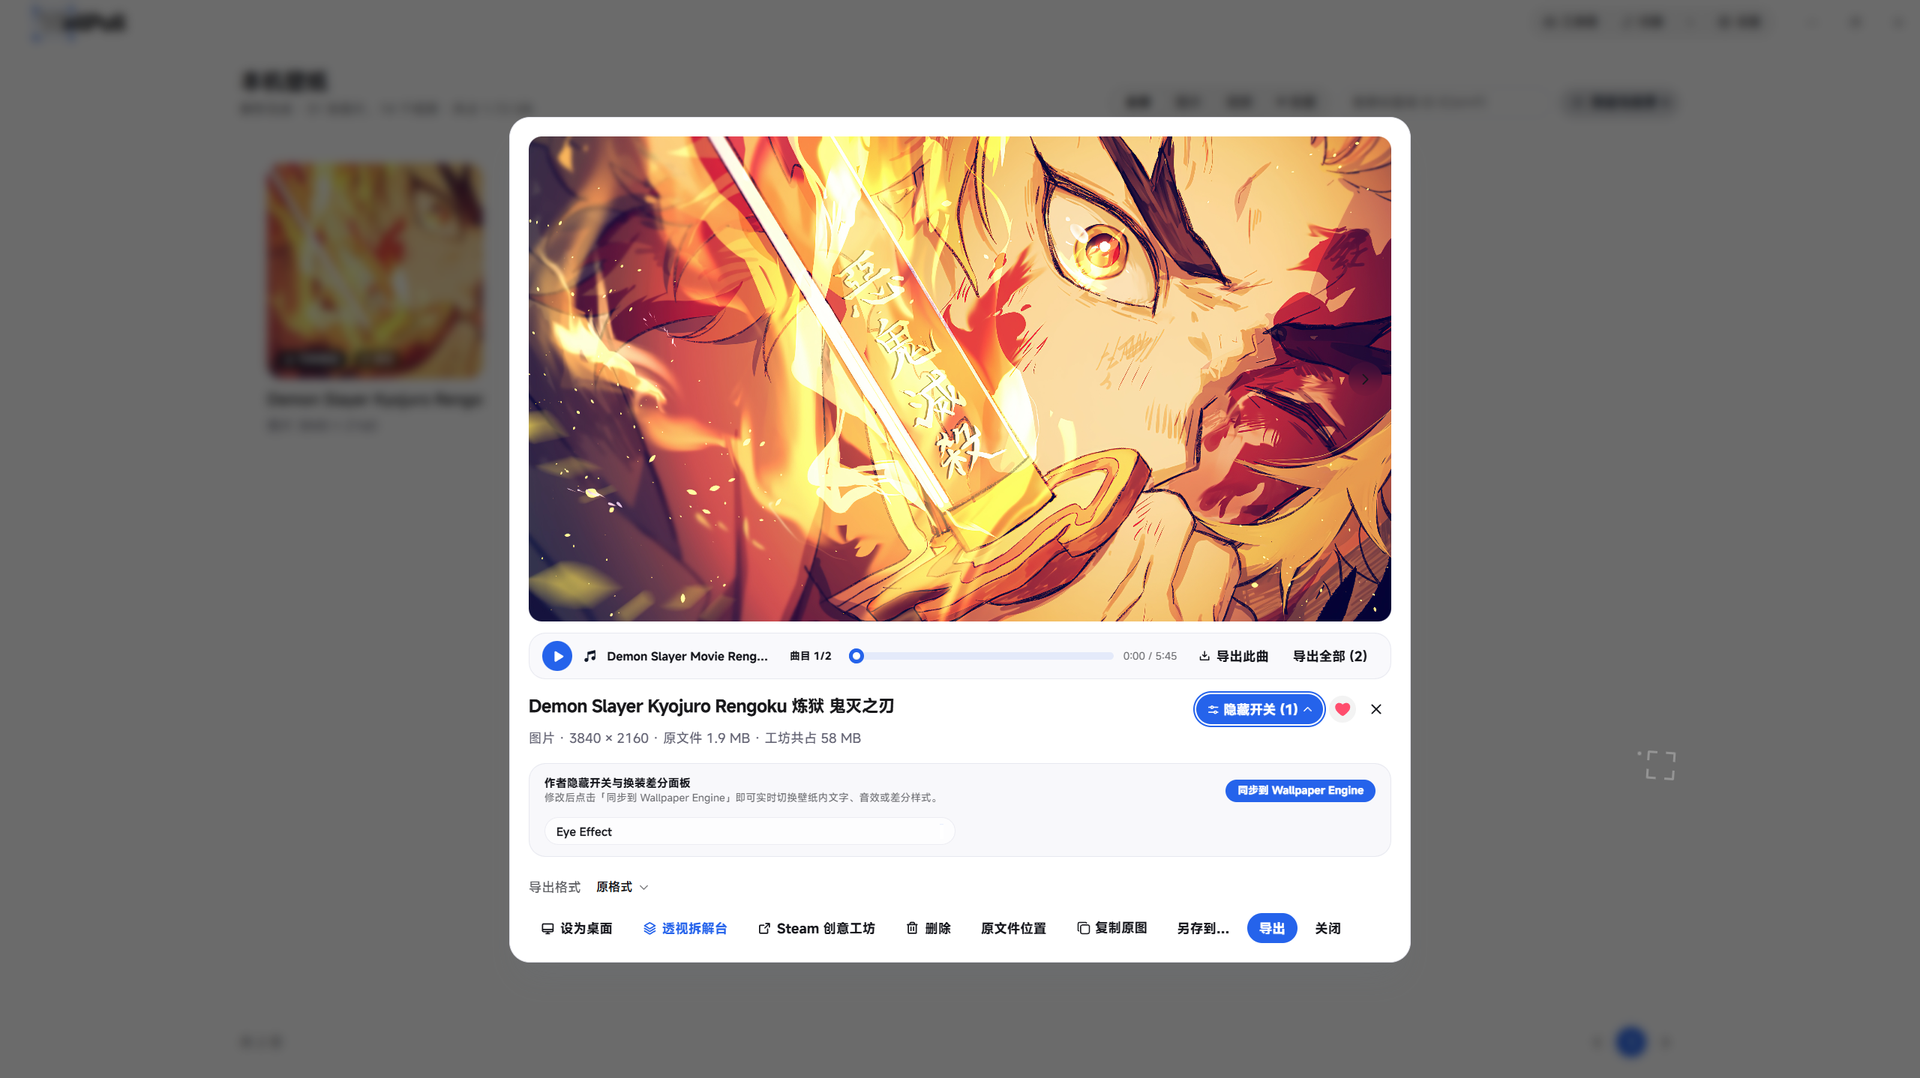 悪
鬼
滅
殺
Demon Slayer Movie Reng...
曲目 1/2
0:00 / 5:45
导出此曲
导出全部 (2)
Demon Slayer Kyojuro Rengoku 炼狱 鬼灭之刃
隐藏开关 (1)
图片 · 3840 × 2160 · 原文件 1.9 MB · 工坊共占 58 MB
作者隐藏开关与换装差分面板
修改后点击「同步到 Wallpaper Engine」即可实时切换壁纸内文字、音效或差分样式。
同步到 Wallpaper Engine
Eye Effect
导出格式 原格式
设为桌面 透视拆解台 Steam 创意工坊 删除 原文件位置 复制原图 另存到... 导出 关闭